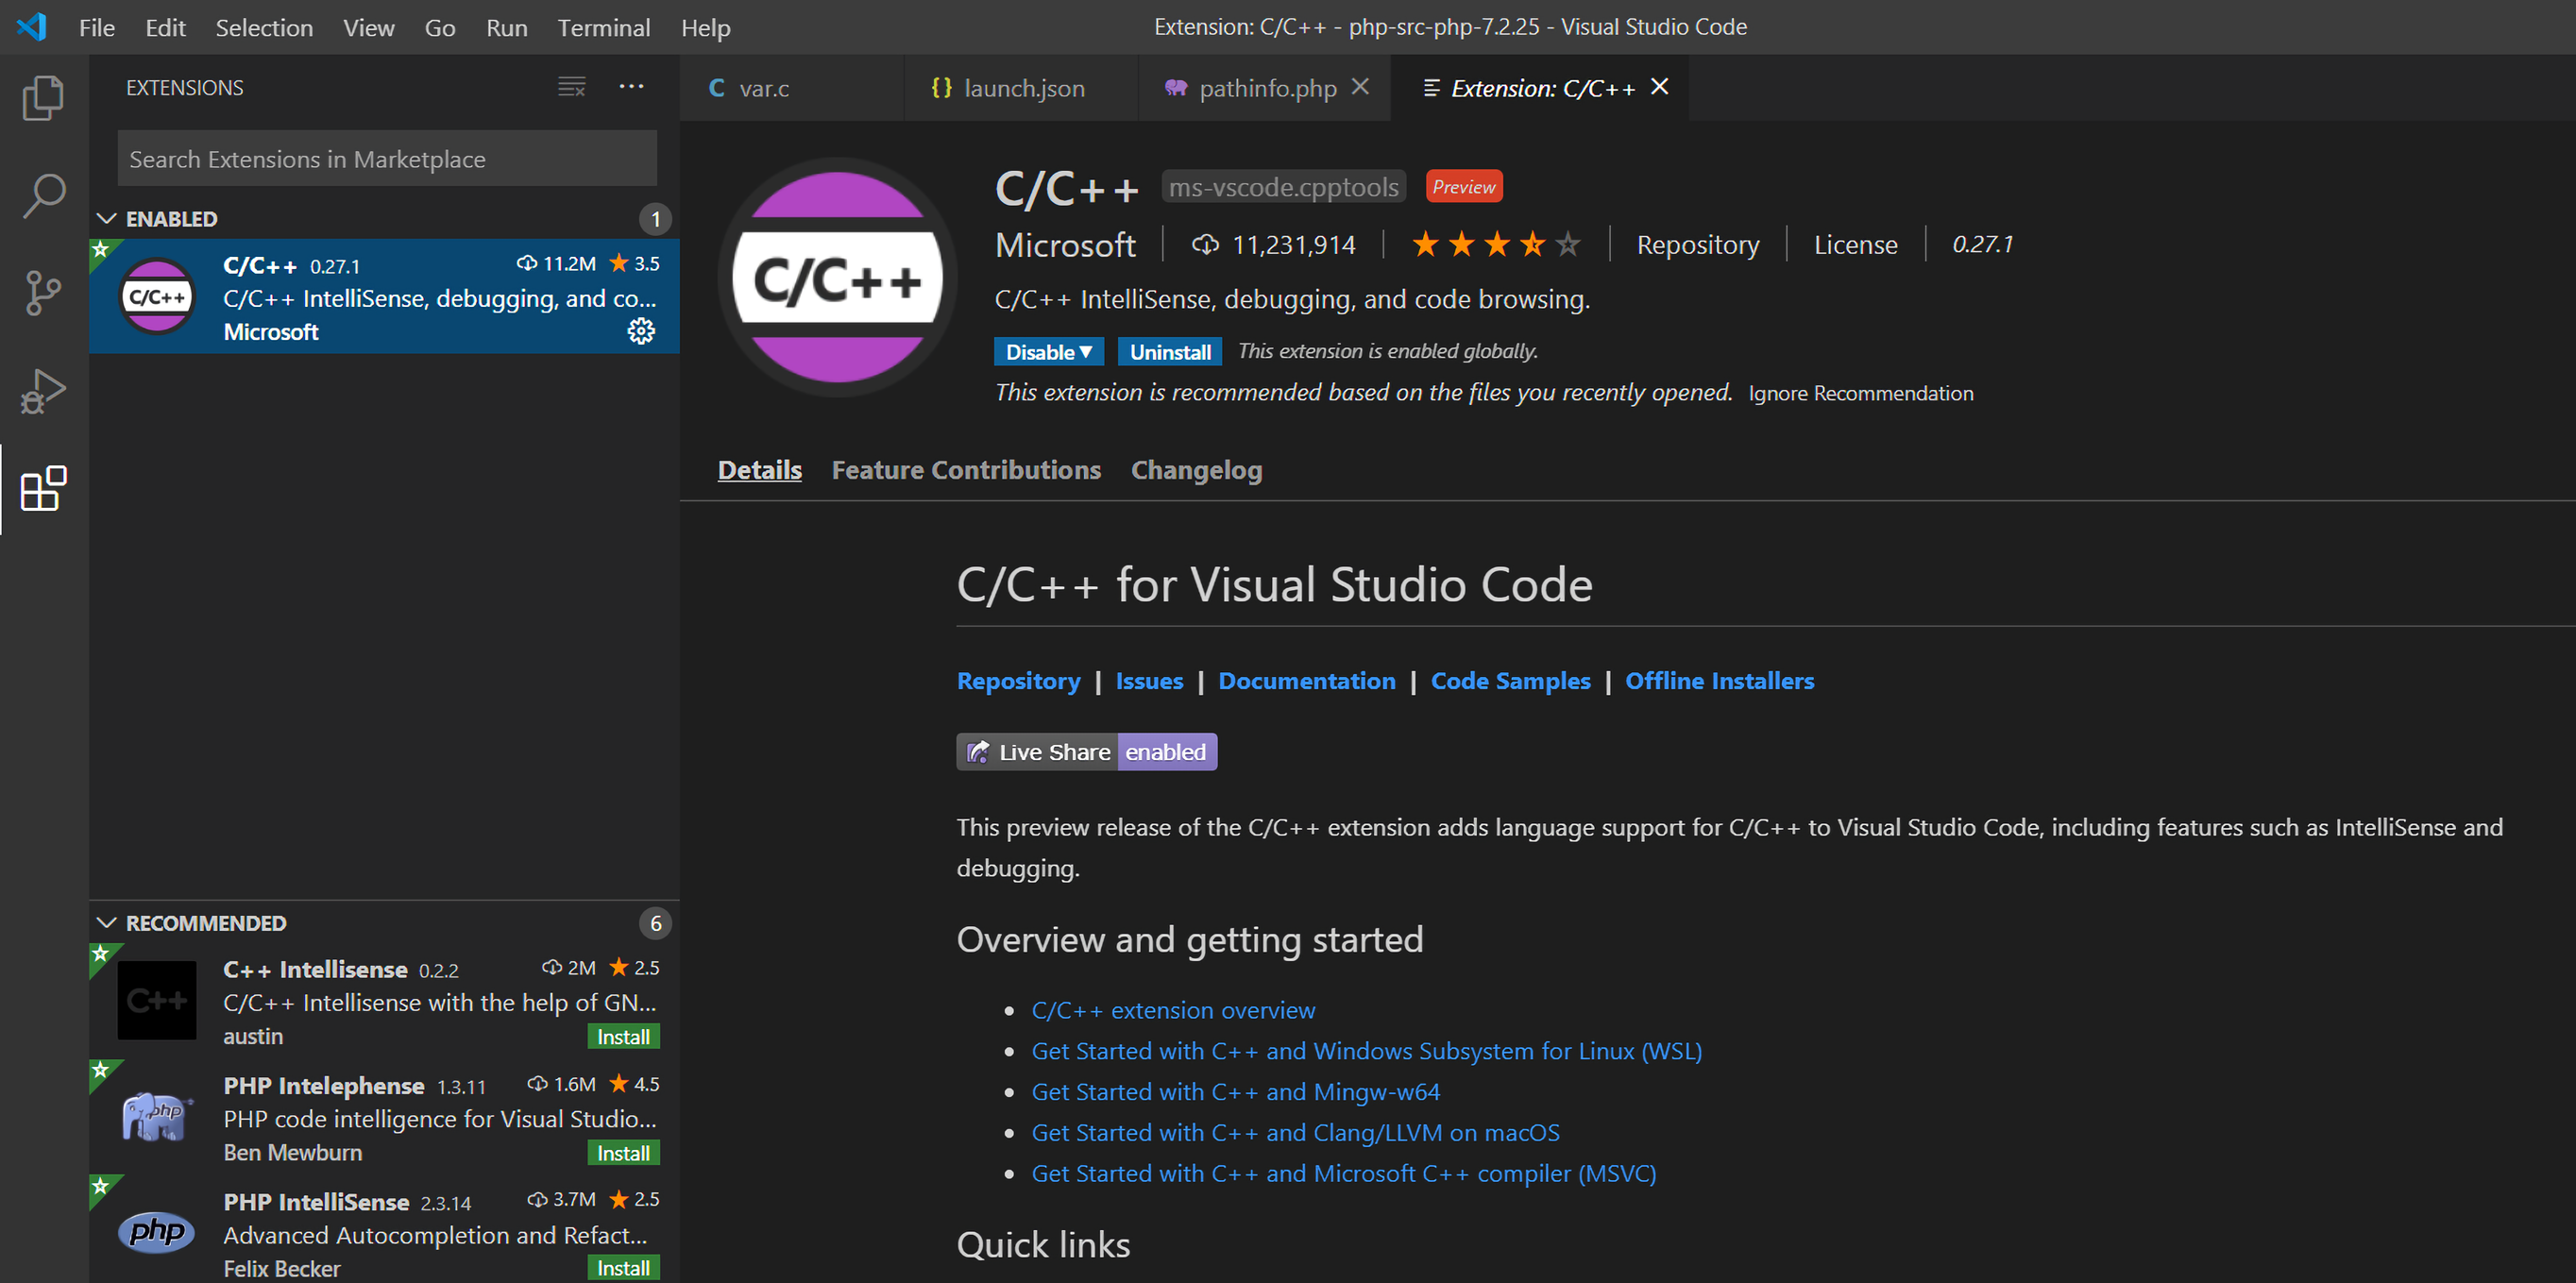 File Edit Selection View Go Run Terminal Help
Extension: C/C++ - php-src-php-7.2.25 - Visual Studio Code
EXTENSIONS
Search Extensions in Marketplace
ENABLED 1
C/C++ 0.27.1 11.2M 3.5
C/C++ IntelliSense, debugging, and co...
Microsoft
C/C++
RECOMMENDED 6
C++ Intellisense 0.2.2 2M 2.5
C/C++ Intellisense with the help of GN...
austin Install
C++
PHP Intelephense 1.3.11 1.6M 4.5
PHP code intelligence for Visual Studio...
Ben Mewburn Install
php
PHP IntelliSense 2.3.14 3.7M 2.5
Advanced Autocompletion and Refact...
Felix Becker Install
php
C var.c {} launch.json pathinfo.php Extension: C/C++
C/C++
C/C++ ms-vscode.cpptools Preview
Microsoft 11,231,914 Repository License 0.27.1
C/C++ IntelliSense, debugging, and code browsing.
Disable Uninstall This extension is enabled globally.
This extension is recommended based on the files you recently opened. Ignore Recommendation
Details Feature Contributions Changelog
C/C++ for Visual Studio Code
Repository | Issues | Documentation | Code Samples | Offline Installers
Live Share enabled
This preview release of the C/C++ extension adds language support for C/C++ to Visual Studio Code, including features such as IntelliSense and
debugging.
Overview and getting started
• C/C++ extension overview
• Get Started with C++ and Windows Subsystem for Linux (WSL)
• Get Started with C++ and Mingw-w64
• Get Started with C++ and Clang/LLVM on macOS
• Get Started with C++ and Microsoft C++ compiler (MSVC)
Quick links